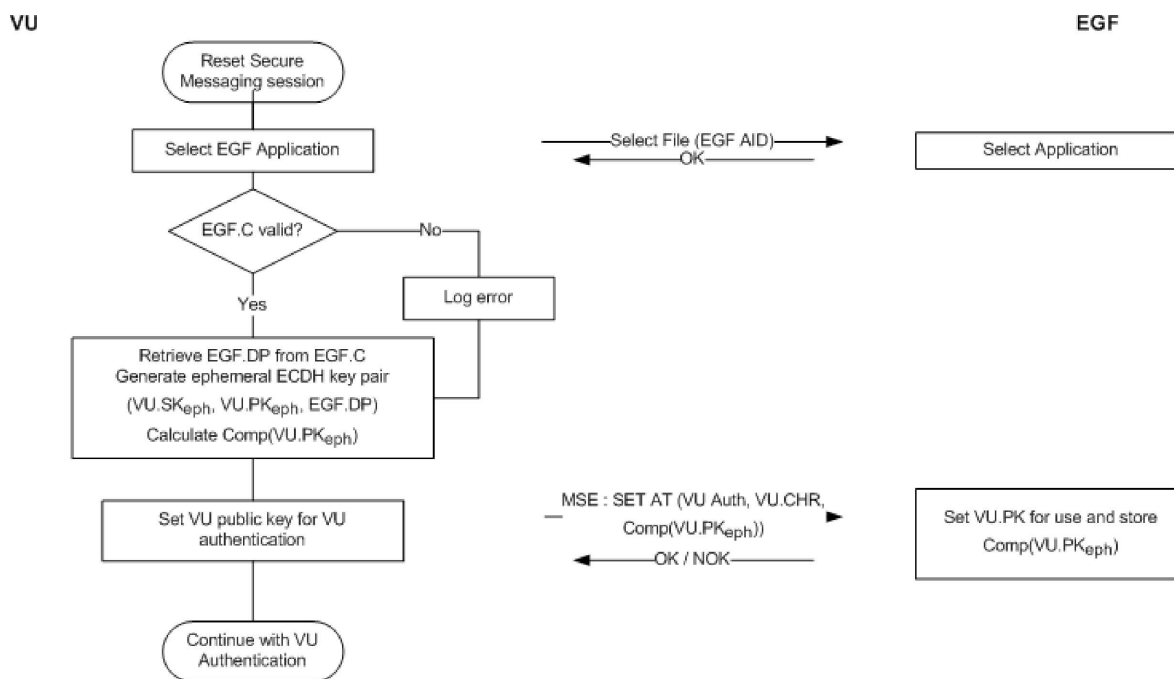 VU
EGF
Reset Secure
Messaging session
Select EGF Application
Select File (EGF AID)
OK
Select Application
EGF.C valid?
No
Log error
Yes
Retrieve EGF.DP from EGF.C
Generate ephemeral ECDH key pair
(VU.SKeph, VU.PKeph, EGF.DP)
Calculate Comp(VU.PKeph)
Set VU public key for VU
authentication
MSE : SET AT (VU Auth, VU.CHR,
Comp(VU.PKeph))
OK / NOK
Set VU.PK for use and store
Comp(VU.PKeph)
Continue with VU
Authentication